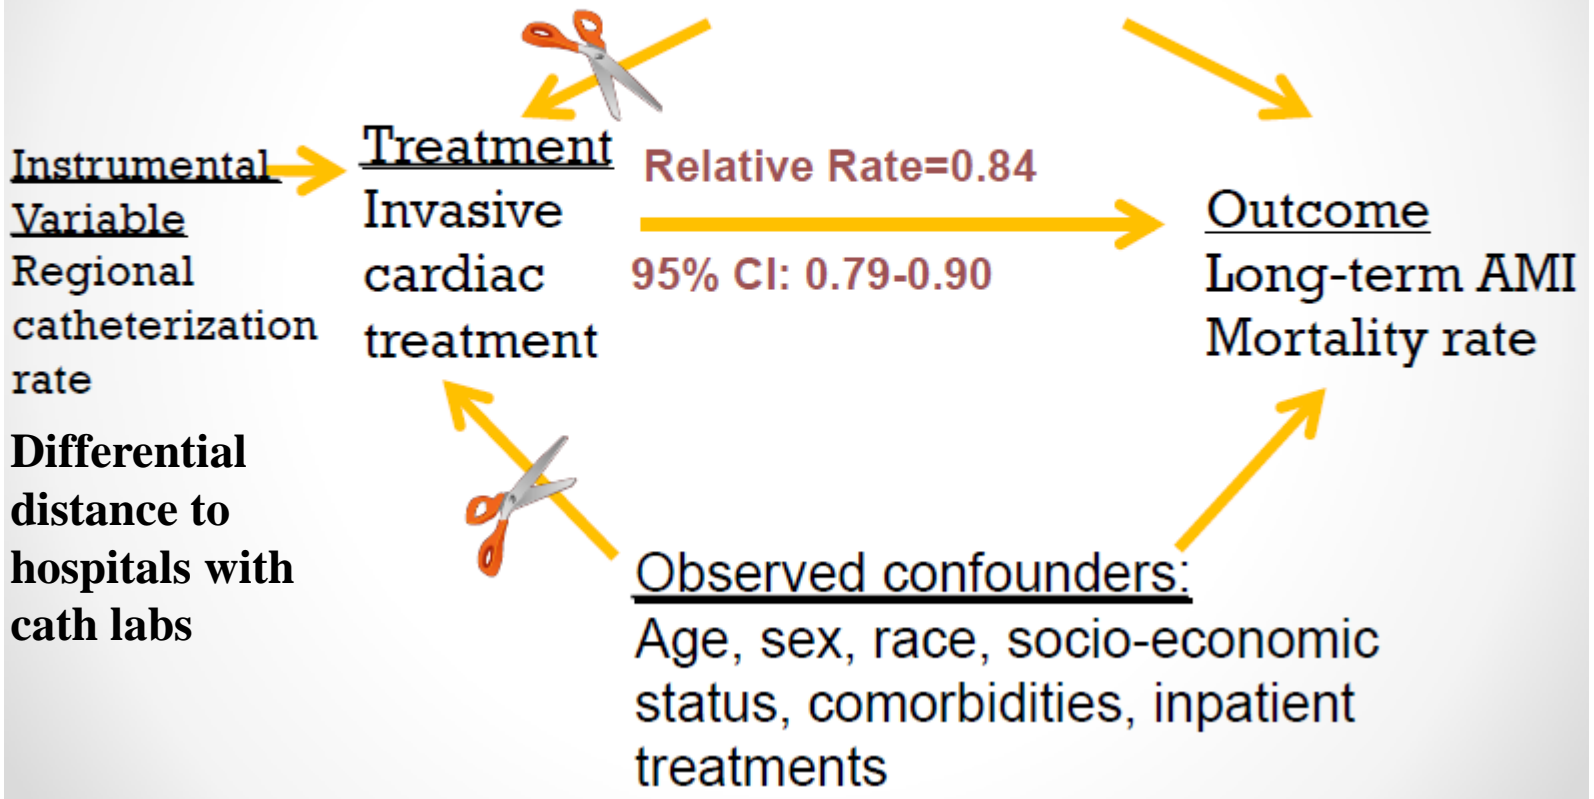 Instrumental
Variable
Regional
catheterization
rate
Differential
distance to
hospitals with
cath labs
Treatment
Invasive
cardiac
treatment
Relative Rate=0.84
95% CI: 0.79-0.90
Outcome
Long-term AMI
Mortality rate
Observed confounders:
Age, sex, race, socio-economic
status, comorbidities, inpatient
treatments